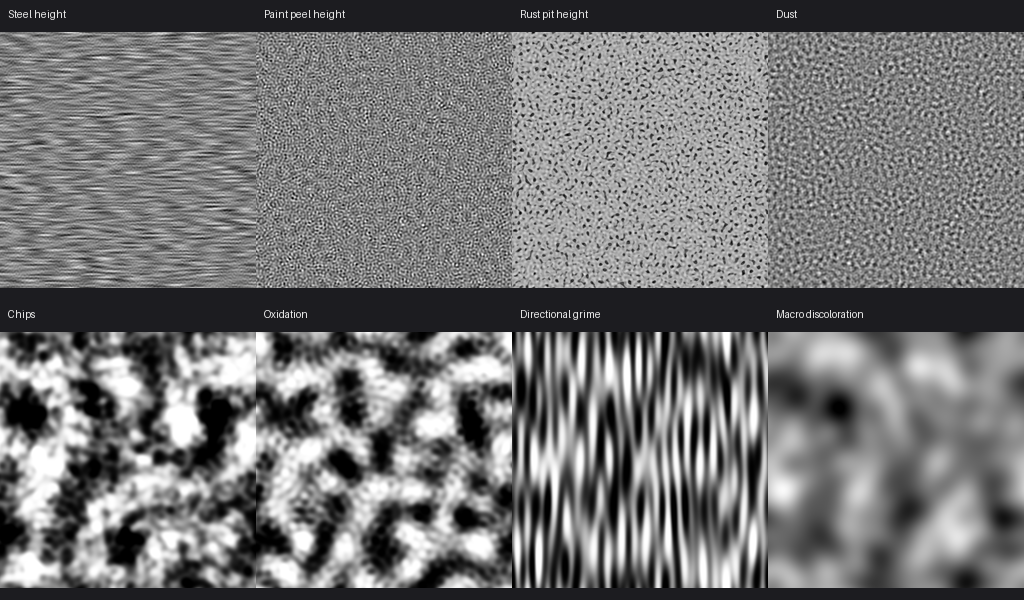 Steel height
Paint peel height
Rust pit height
Dust
Chips
Oxidation
Directional grime
Macro discoloration